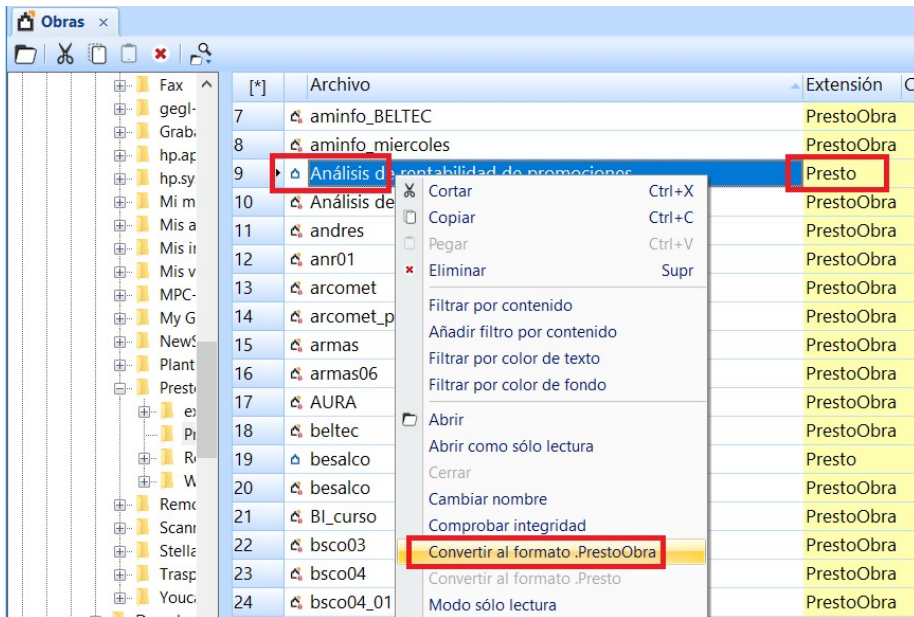 Obras ×
[*] Archivo Extensión
Fax
gegl-
Grab
hp.ap
hp.sy
Mi m
Mis a
Mis i
Mis v
MPC-
My G
NewS
Plant
Prest
e
P
R
W
Remo
Scan
Stella
Trasp
Youc
7 aminfo_BELTEC PrestoObra
8 aminfo_miercoles PrestoObra
9 Análisis de rentabilidad de promociones Presto
10 Análisis de PrestoObra
11 andres PrestoObra
12 anr01 PrestoObra
13 arcomet PrestoObra
14 arcomet_p PrestoObra
15 armas PrestoObra
16 armas06 PrestoObra
17 AURA PrestoObra
18 beltec PrestoObra
19 besalco Presto
20 besalco PrestoObra
21 BI_curso PrestoObra
22 bsco03 PrestoObra
23 bsco04 PrestoObra
24 bsco04_01 PrestoObra
Cortar Ctrl+X
Copiar Ctrl+C
Pegar Ctrl+V
Eliminar Supr
Filtrar por contenido
Añadir filtro por contenido
Filtrar por color de texto
Filtrar por color de fondo
Abrir
Abrir como sólo lectura
Cerrar
Cambiar nombre
Comprobar integridad
Convertir al formato .PrestoObra
Convertir al formato .Presto
Modo sólo lectura